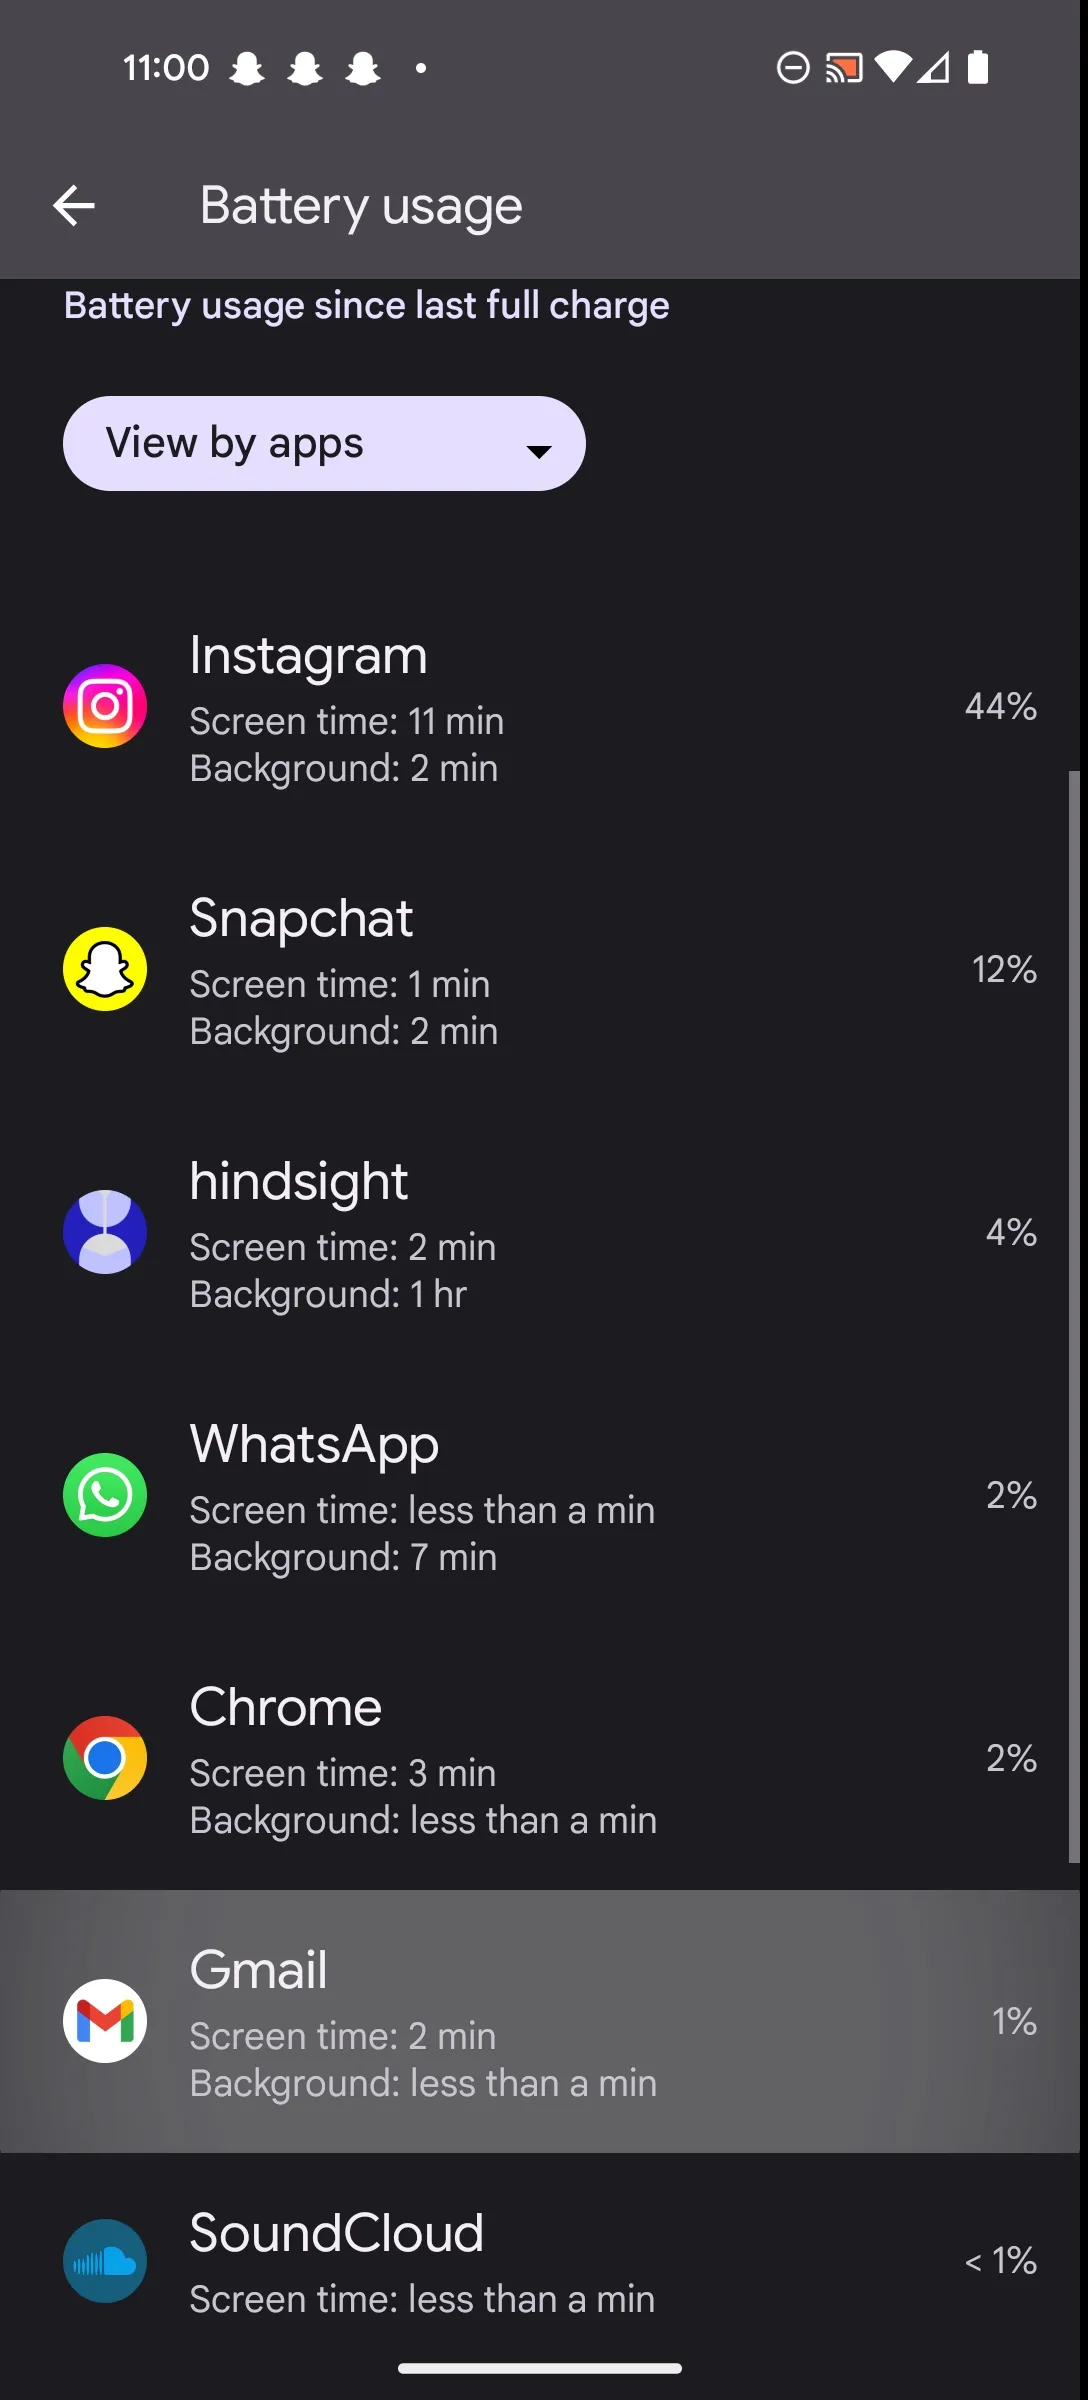 11:00
Battery usage
Battery usage since last full charge
View by apps
Instagram
Screen time: 11 min
Background: 2 min
44%
Snapchat
Screen time: 1 min
Background: 2 min
12%
hindsight
Screen time: 2 min
Background: 1 hr
4%
WhatsApp
Screen time: less than a min
Background: 7 min
2%
Chrome
Screen time: 3 min
Background: less than a min
2%
Gmail
Screen time: 2 min
Background: less than a min
1%
SoundCloud
Screen time: less than a min
< 1%